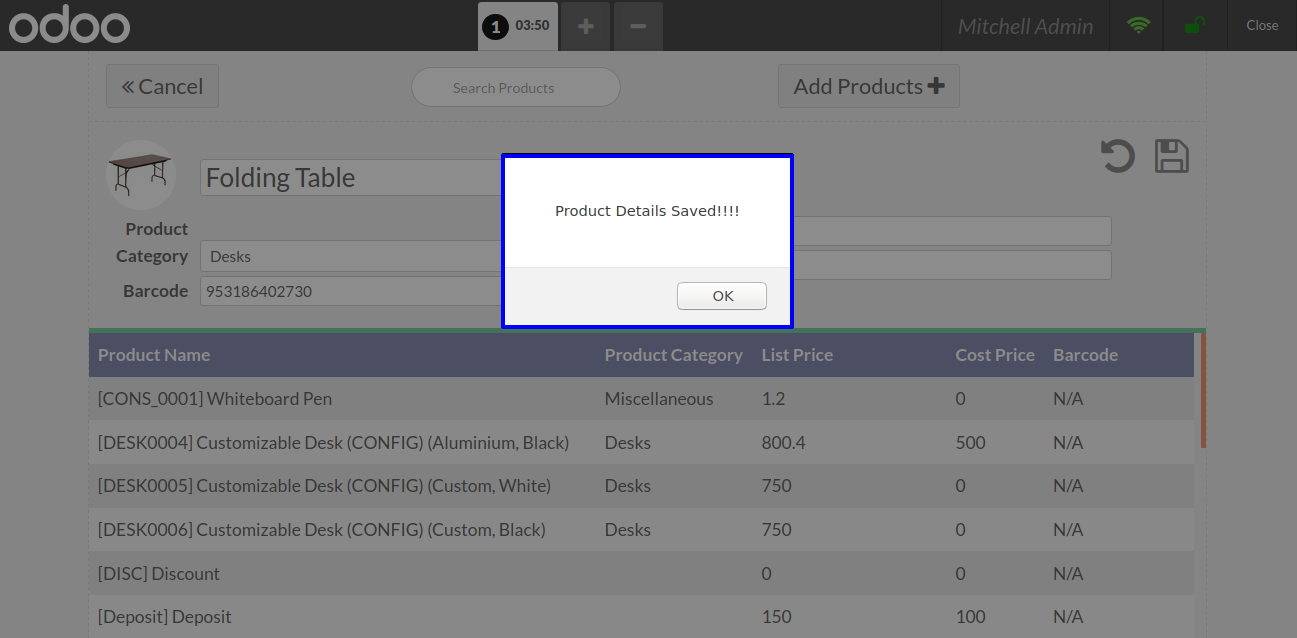 odoo 1 03:50 Mitchell Admin Close
Cancel Search Products Add Products
Folding Table
Product Details Saved!!!!
Product
Category Desks
Barcode 953186402730
OK
Product Name Product Category List Price Cost Price Barcode
[CONS_0001] Whiteboard Pen Miscellaneous 1.2 0 N/A
[DESK0004] Customizable Desk (CONFIG) (Aluminium, Black) Desks 800.4 500 N/A
[DESK0005] Customizable Desk (CONFIG) (Custom, White) Desks 750 0 N/A
[DESK0006] Customizable Desk (CONFIG) (Custom, Black) Desks 750 0 N/A
[DISC] Discount 0 0 N/A
[Deposit] Deposit 150 100 N/A